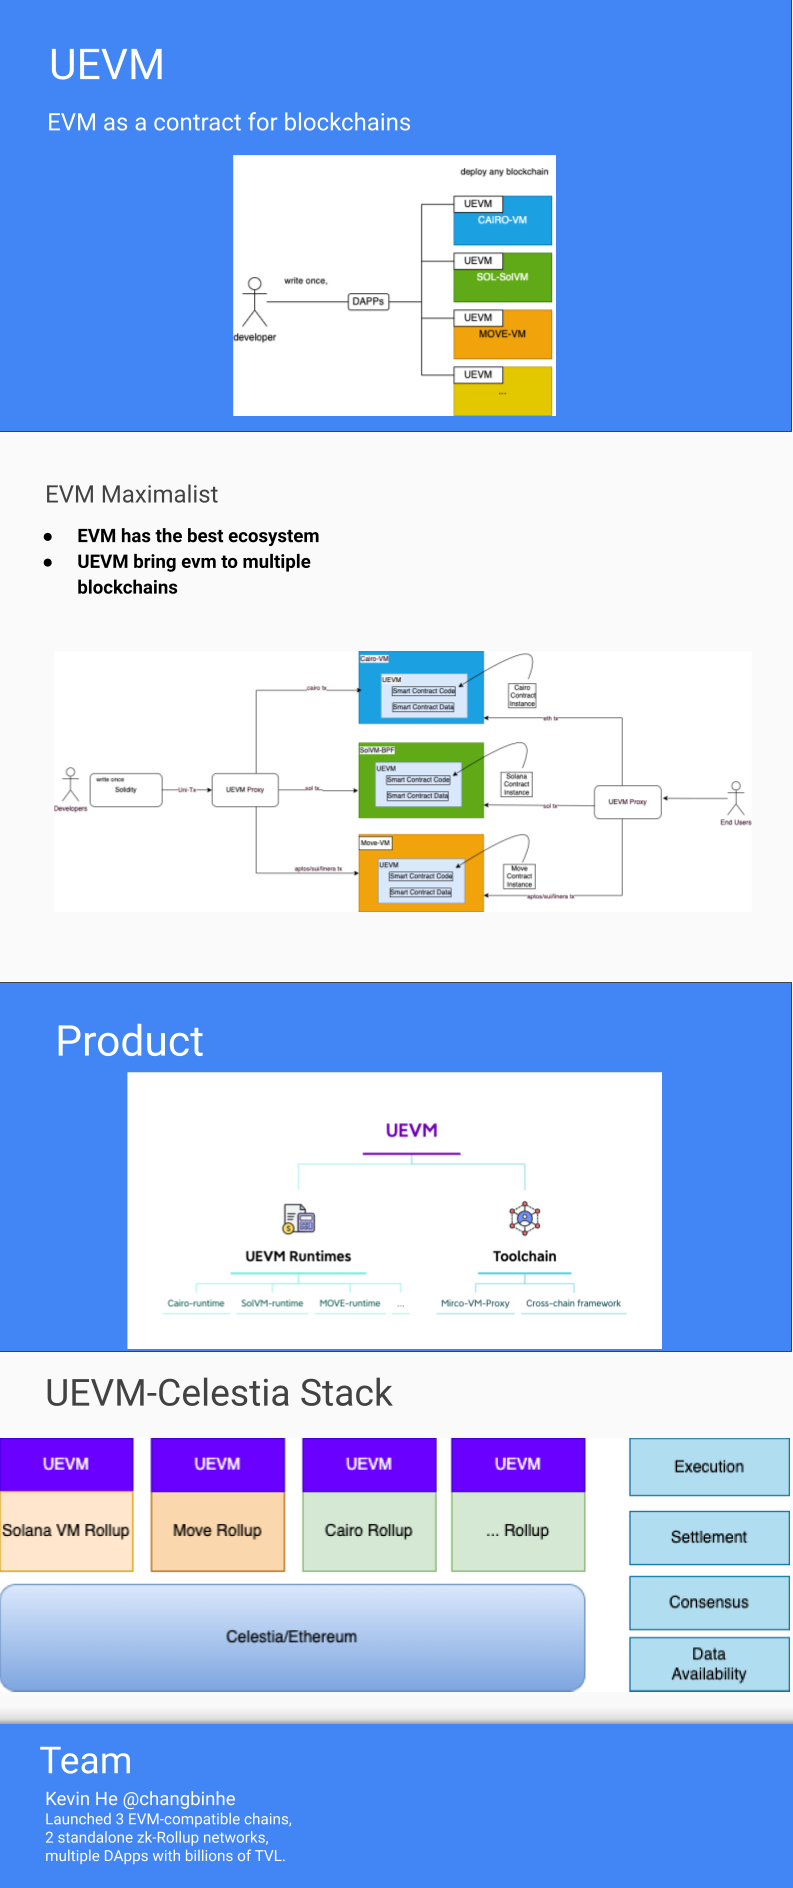 UEVM
EVM as a contract for blockchains
deploy any blockchain
UEVM
CAIRO-VM
UEVM
SOL-SolVM
write once,
DAPPs
UEVM
MOVE-VM
developer
UEVM
...
EVM Maximalist
● EVM has the best ecosystem
● UEVM bring evm to multiple
blockchains
Cairo-VM
UEVM
Smart Contract Code
Smart Contract Data
cairo tx
Cairo
Contract
Instance
eth tx
SolVM-BPF
UEVM
Smart Contract Code
Smart Contract Data
Solana
Contract
Instance
write once
Solidity
Developers
Uni-Tx
UEVM Proxy
sol tx
sol tx
UEVM Proxy
End Users
Move-VM
UEVM
Smart Contract Code
Smart Contract Data
aptos/sui/linera tx
Move
Contract
Instance
aptos/sui/linera tx
Product
UEVM
UEVM Runtimes
Toolchain
Cairo-runtime
SolVM-runtime
MOVE-runtime
...
Mirco-VM-Proxy
Cross-chain framework
UEVM-Celestia Stack
UEVM
UEVM
UEVM
UEVM
Execution
Solana VM Rollup
Move Rollup
Cairo Rollup
... Rollup
Settlement
Celestia/Ethereum
Consensus
Data
Availability
Team
Kevin He @changbinhe
Launched 3 EVM-compatible chains,
2 standalone zk-Rollup networks,
multiple DApps with billions of TVL.